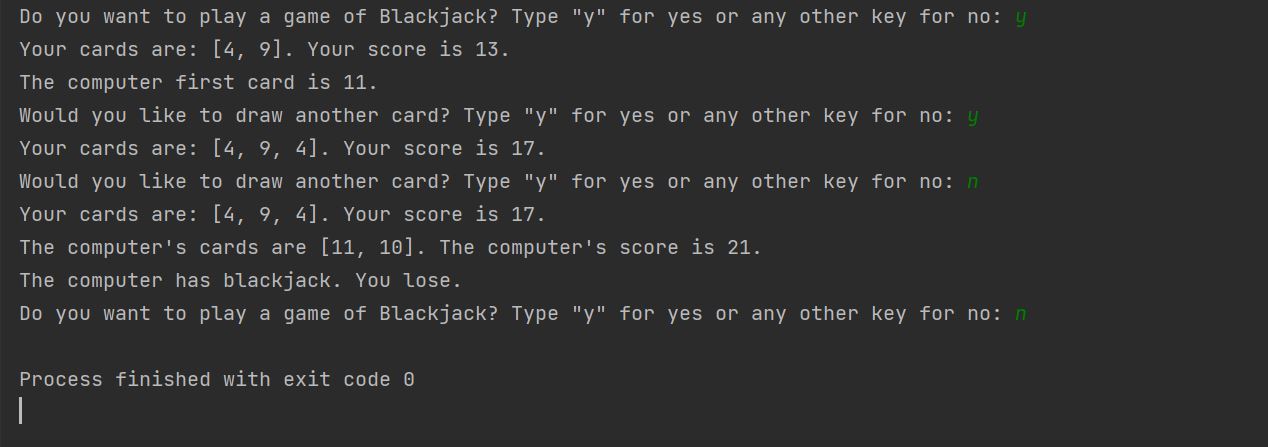 Do you want to play a game of Blackjack? Type "y" for yes or any other key for no: y
Your cards are: [4, 9]. Your score is 13.
The computer first card is 11.
Would you like to draw another card? Type "y" for yes or any other key for no: y
Your cards are: [4, 9, 4]. Your score is 17.
Would you like to draw another card? Type "y" for yes or any other key for no: n
Your cards are: [4, 9, 4]. Your score is 17.
The computer's cards are [11, 10]. The computer's score is 21.
The computer has blackjack. You lose.
Do you want to play a game of Blackjack? Type "y" for yes or any other key for no: n
Process finished with exit code 0